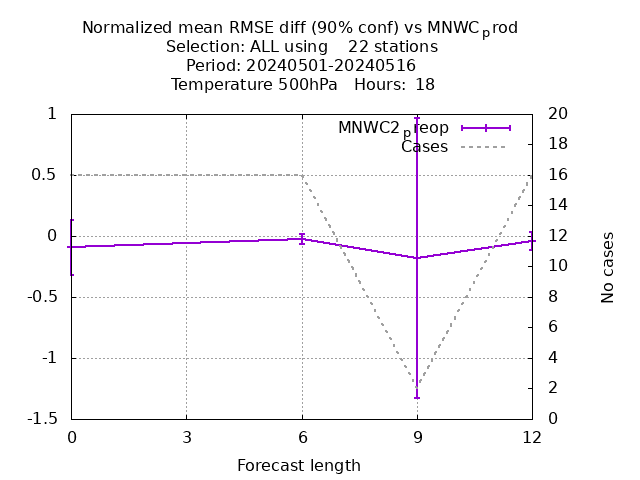 Normalized mean RMSE diff (90% conf) vs MNWCprod
Selection: ALL using    22 stations
Period: 20240501-20240516
Temperature 500hPa   Hours: 18
1
0.5
0
-0.5
-1
-1.5
20
18
16
14
12
10
8
6
4
2
0
MNWC2preop
Cases
No cases
0
3
6
9
12
Forecast length